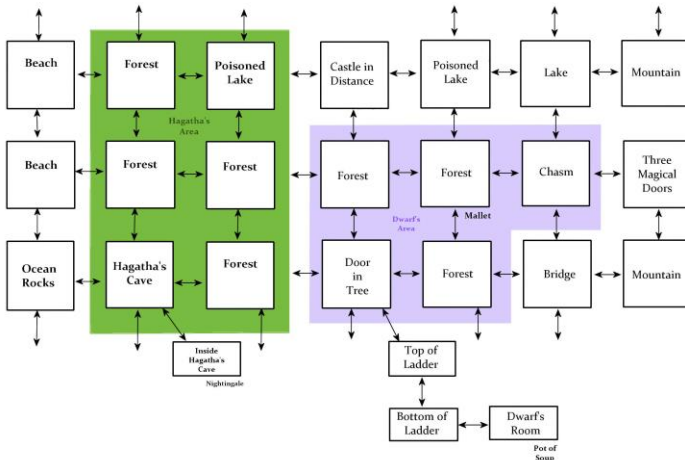 Beach
Forest
Poisoned
Lake
Castle in
Distance
Poisoned
Lake
Lake
Mountain
Hagatha's
Area
Beach
Forest
Forest
Forest
Forest
Chasm
Three
Magical
Doors
Dwarf's
Area
Mallet
Ocean
Rocks
Hagatha's
Cave
Forest
Door
in
Tree
Forest
Bridge
Mountain
Inside
Hagatha's
Cave
Nightingale
Top of
Ladder
Bottom of
Ladder
Dwarf's
Room
Pot of
Soup